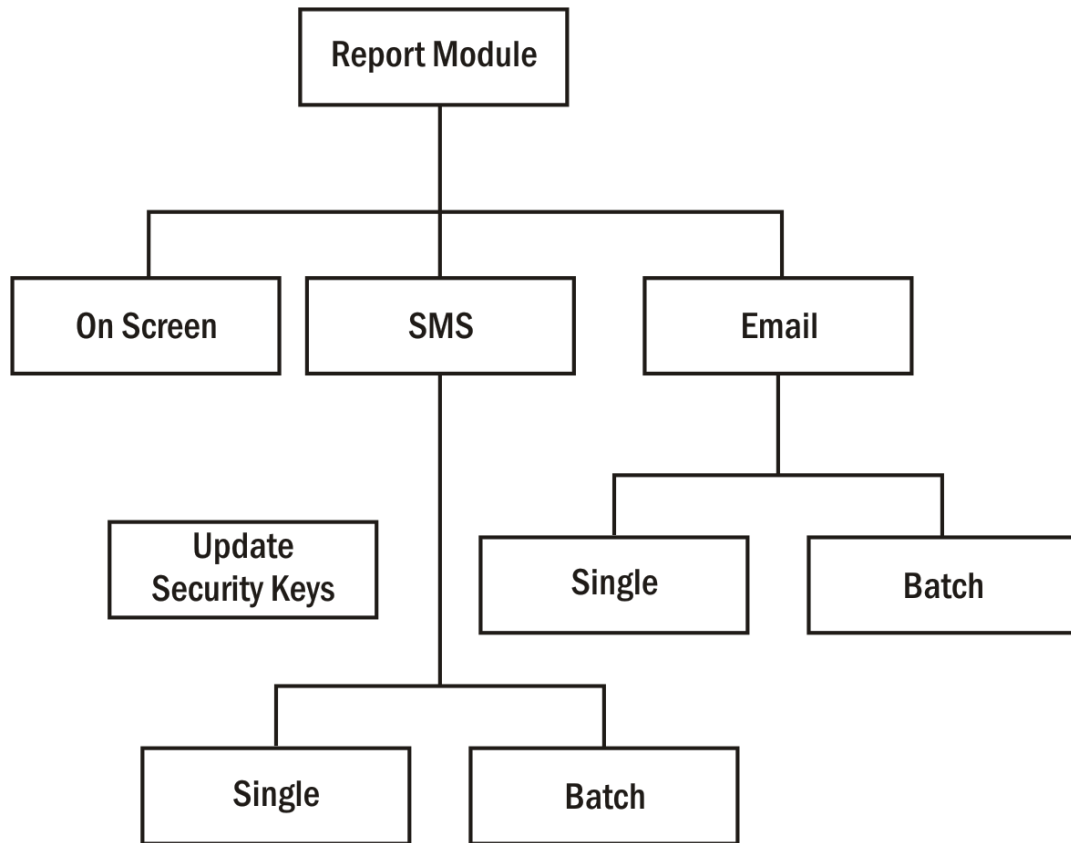 Report Module
On Screen
SMS
Email
Update
Security Keys
Single
Batch
Single
Batch